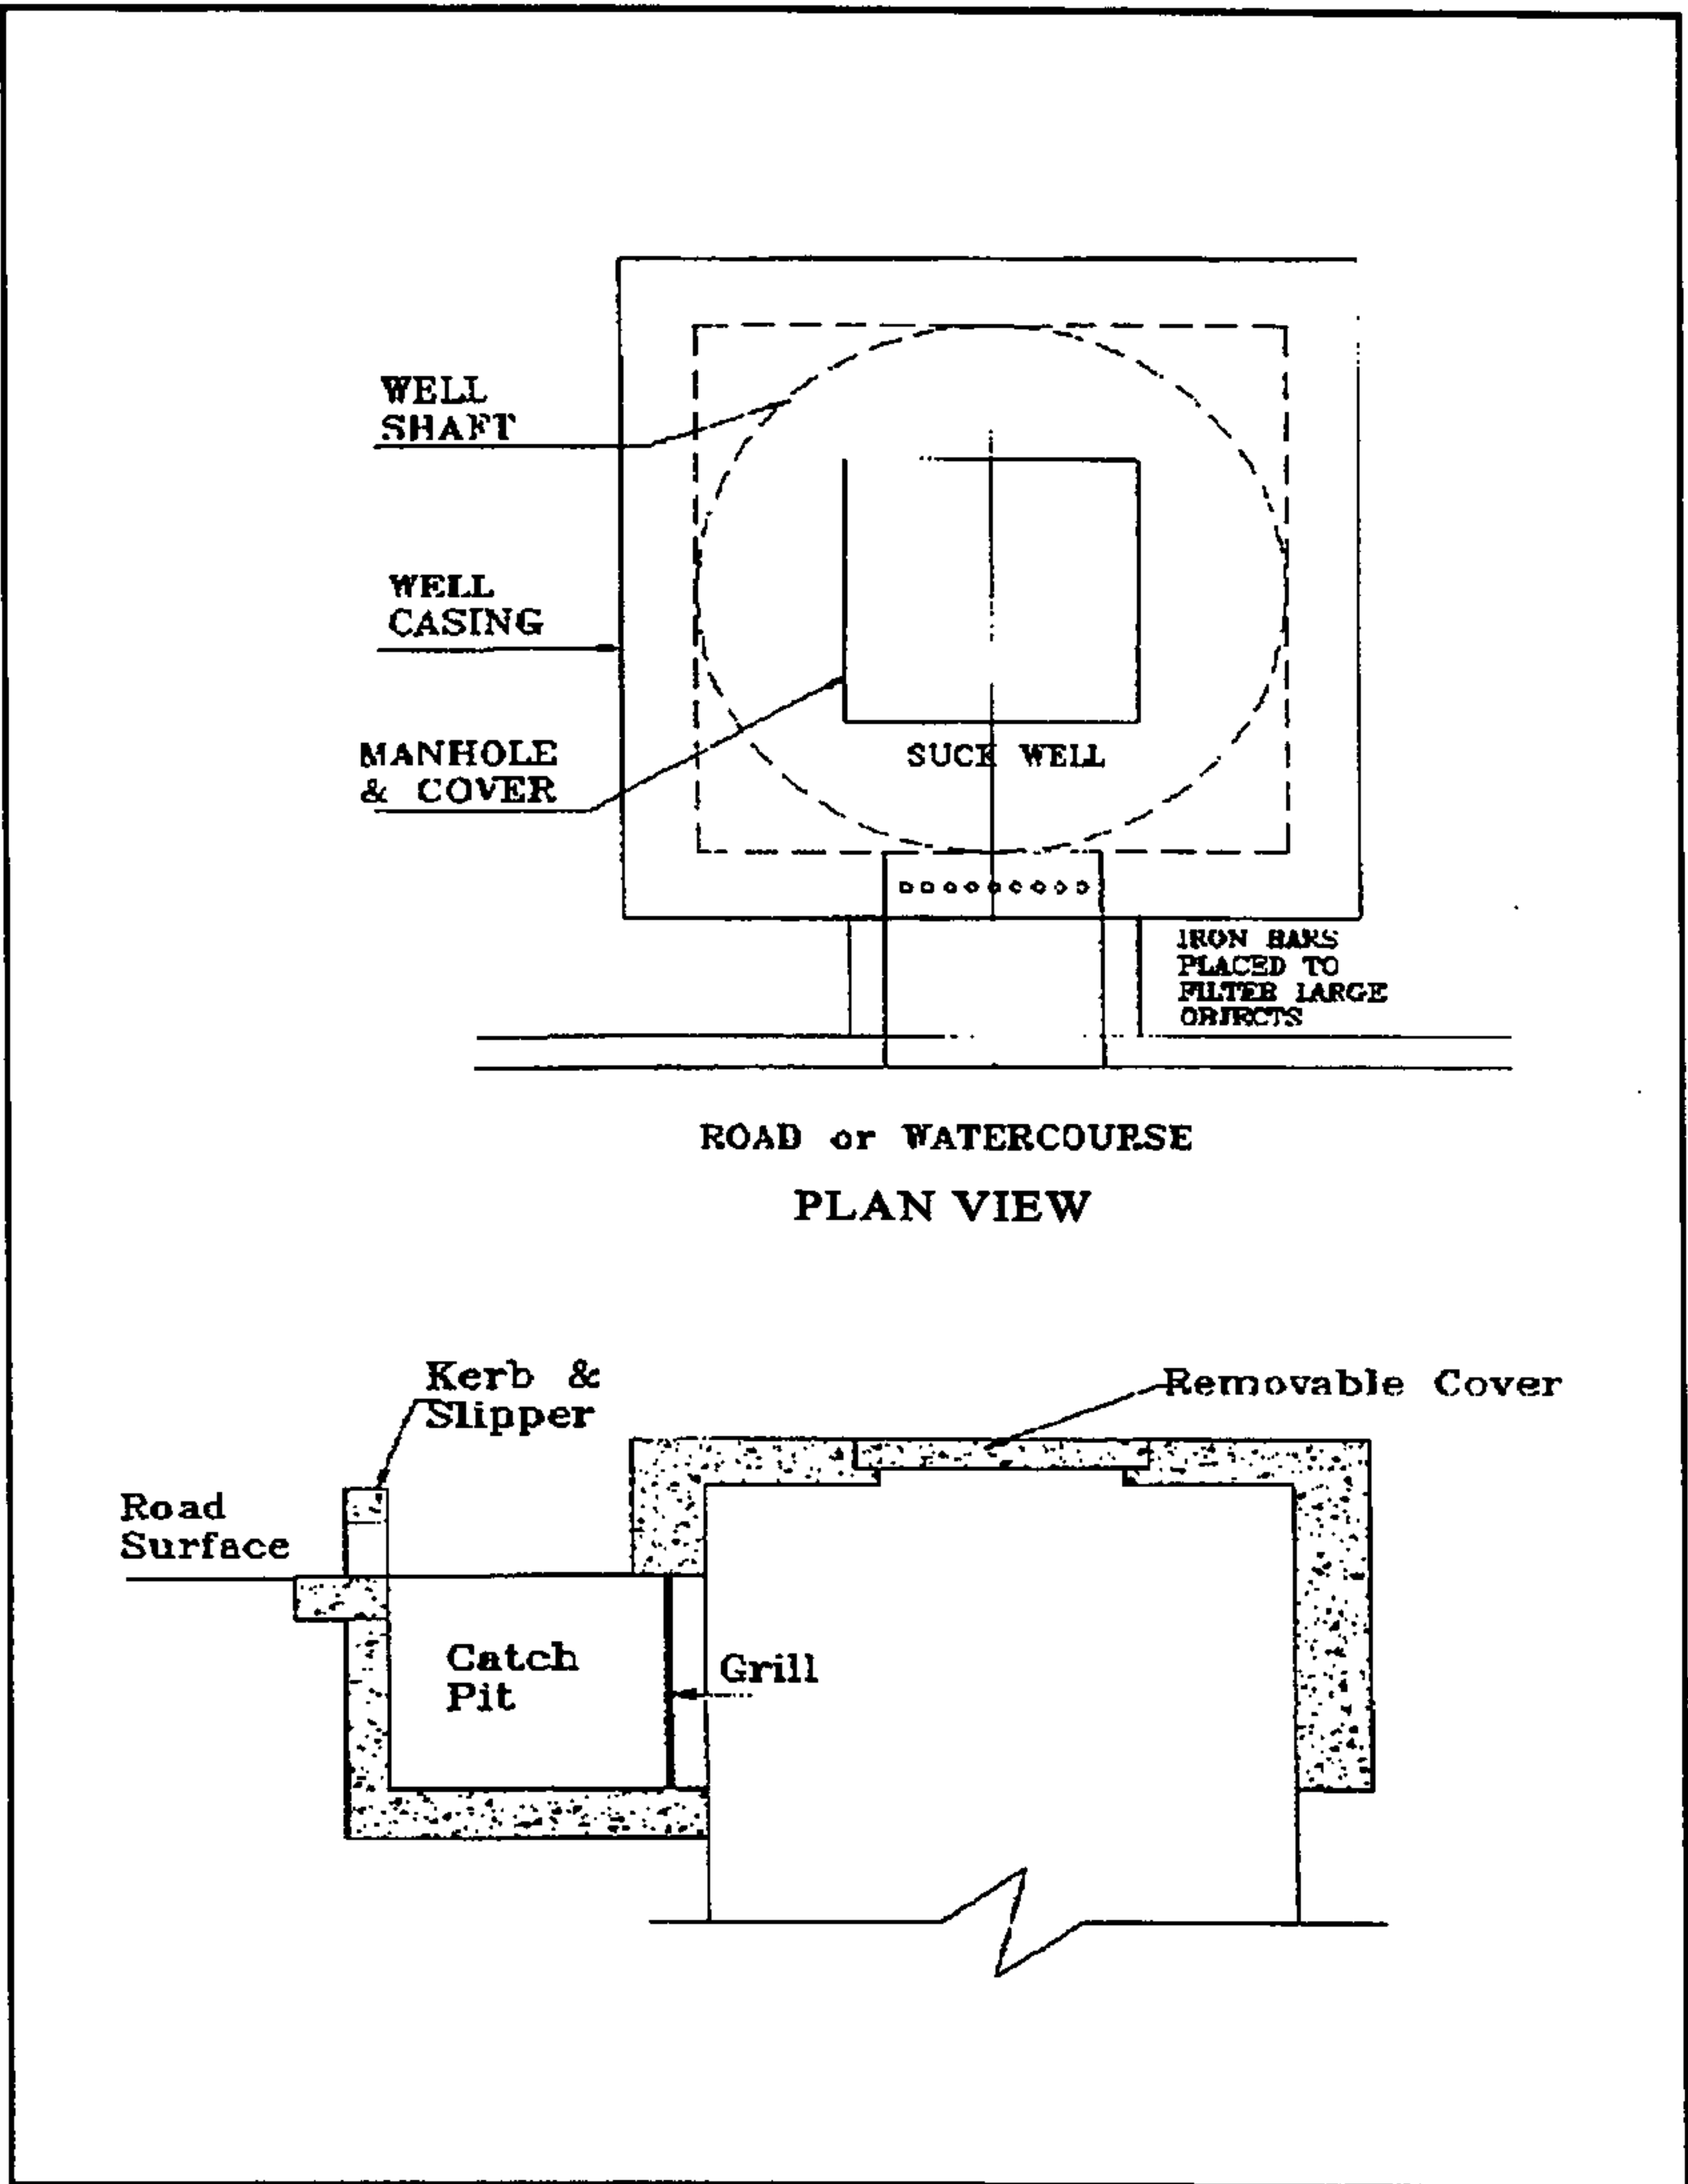 WELL
SHAFT
WELL
CASING
MANHOLE
& COVER
SUCK WELL
IRON BARS
PLACED TO
FILTER LARGE
OBJECTS
ROAD or WATERCOURSE
PLAN VIEW
Kerb &
Slipper
Removable Cover
Road
Surface
Catch
Pit
Grill